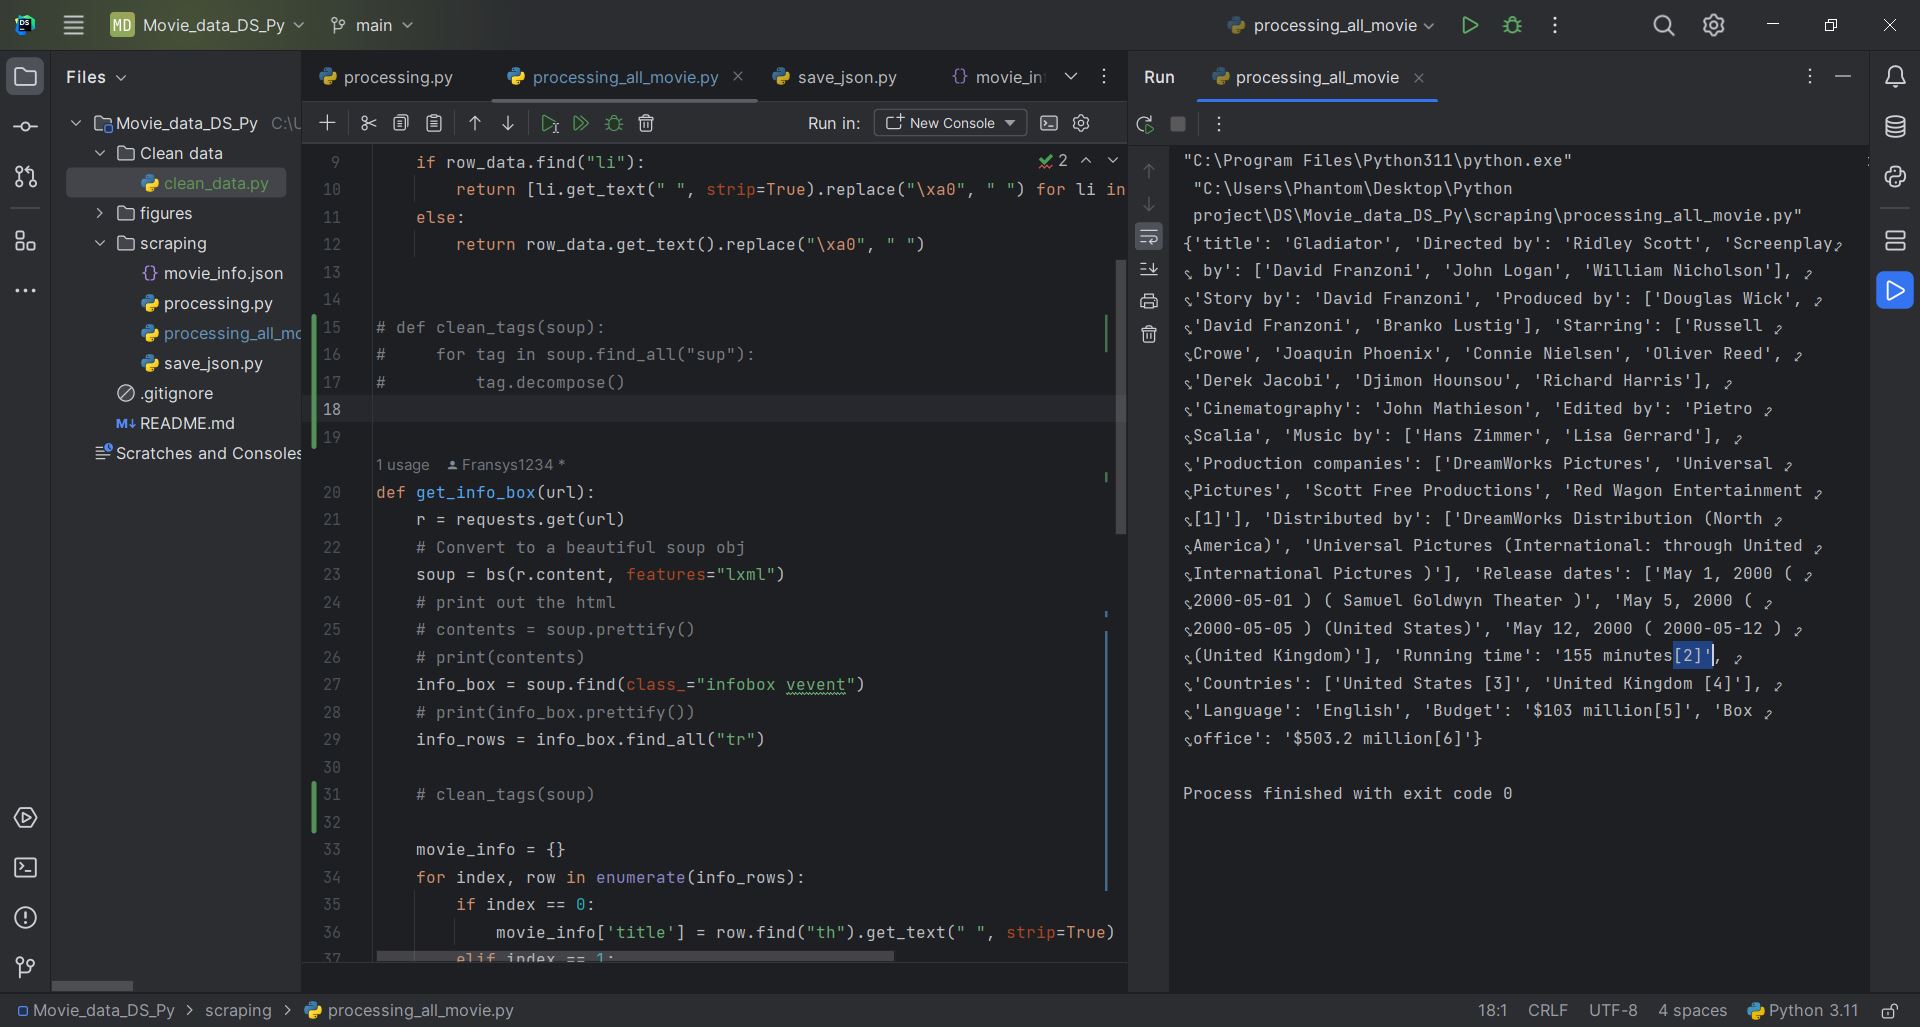 MD Movie_data_DS_Py main processing_all_movie
Files
Movie_data_DS_Py C:\U
Clean data
clean_data.py
figures
scraping
movie_info.json
processing.py
processing_all_mo
save_json.py
.gitignore
M↓ README.md
Scratches and Consoles
processing.py processing_all_movie.py save_json.py {} movie_in
Run in: New Console
2
9 if row_data.find("li"):
10 return [li.get_text(" ", strip=True).replace("\xa0", " ") for li in
11 else:
12 return row_data.get_text().replace("\xa0", " ")
13
14
15 # def clean_tags(soup):
16 # for tag in soup.find_all("sup"):
17 # tag.decompose()
18
19
1 usage Fransys1234 *
20 def get_info_box(url):
21 r = requests.get(url)
22 # Convert to a beautiful soup obj
23 soup = bs(r.content, features="lxml")
24 # print out the html
25 # contents = soup.prettify()
26 # print(contents)
27 info_box = soup.find(class_="infobox vevent")
28 # print(info_box.prettify())
29 info_rows = info_box.find_all("tr")
30
31 # clean_tags(soup)
32
33 movie_info = {}
34 for index, row in enumerate(info_rows):
35 if index == 0:
36 movie_info['title'] = row.find("th").get_text(" ", strip=True)
37 elif index == 1:
Run processing_all_movie
"C:\Program Files\Python311\python.exe"
"C:\Users\Phantom\Desktop\Python
project\DS\Movie_data_DS_Py\scraping\processing_all_movie.py"
{'title': 'Gladiator', 'Directed by': 'Ridley Scott', 'Screenplay
by': ['David Franzoni', 'John Logan', 'William Nicholson'],
'Story by': 'David Franzoni', 'Produced by': ['Douglas Wick',
'David Franzoni', 'Branko Lustig'], 'Starring': ['Russell
Crowe', 'Joaquin Phoenix', 'Connie Nielsen', 'Oliver Reed',
'Derek Jacobi', 'Djimon Hounsou', 'Richard Harris'],
'Cinematography': 'John Mathieson', 'Edited by': 'Pietro
Scalia', 'Music by': ['Hans Zimmer', 'Lisa Gerrard'],
'Production companies': ['DreamWorks Pictures', 'Universal
Pictures', 'Scott Free Productions', 'Red Wagon Entertainment
[1]'], 'Distributed by': ['DreamWorks Distribution (North
America)', 'Universal Pictures (International: through United
International Pictures )'], 'Release dates': ['May 1, 2000 (
2000-05-01 ) ( Samuel Goldwyn Theater )', 'May 5, 2000 (
2000-05-05 ) (United States)', 'May 12, 2000 ( 2000-05-12 )
(United Kingdom)'], 'Running time': '155 minutes[2]',
'Countries': ['United States [3]', 'United Kingdom [4]'],
'Language': 'English', 'Budget': '$103 million[5]', 'Box
office': '$503.2 million[6]'}
Process finished with exit code 0
Movie_data_DS_Py > scraping > processing_all_movie.py 18:1 CRLF UTF-8 4 spaces Python 3.11